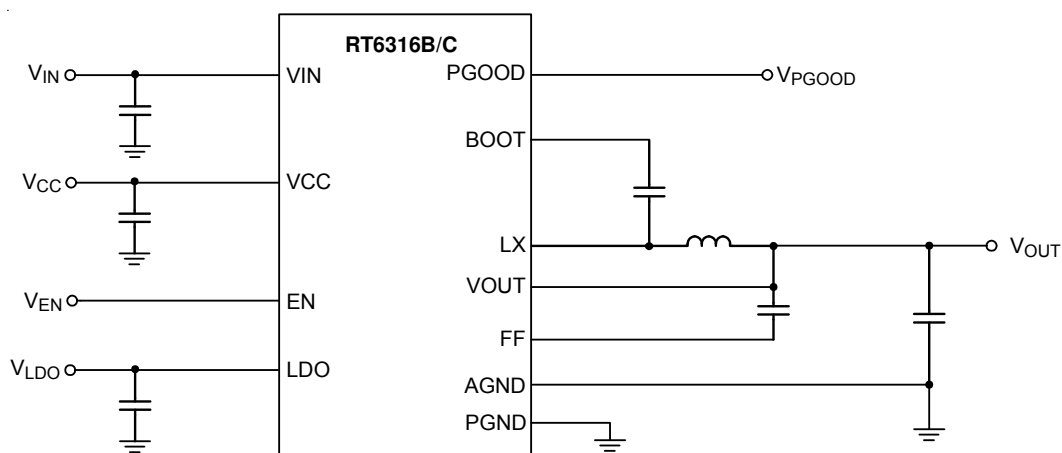 RT6316B/C
VIN
VIN
PGOOD
VPGOOD
BOOT
VCC
VCC
LX
VOUT
VOUT
VEN
EN
FF
VLDO
LDO
AGND
PGND